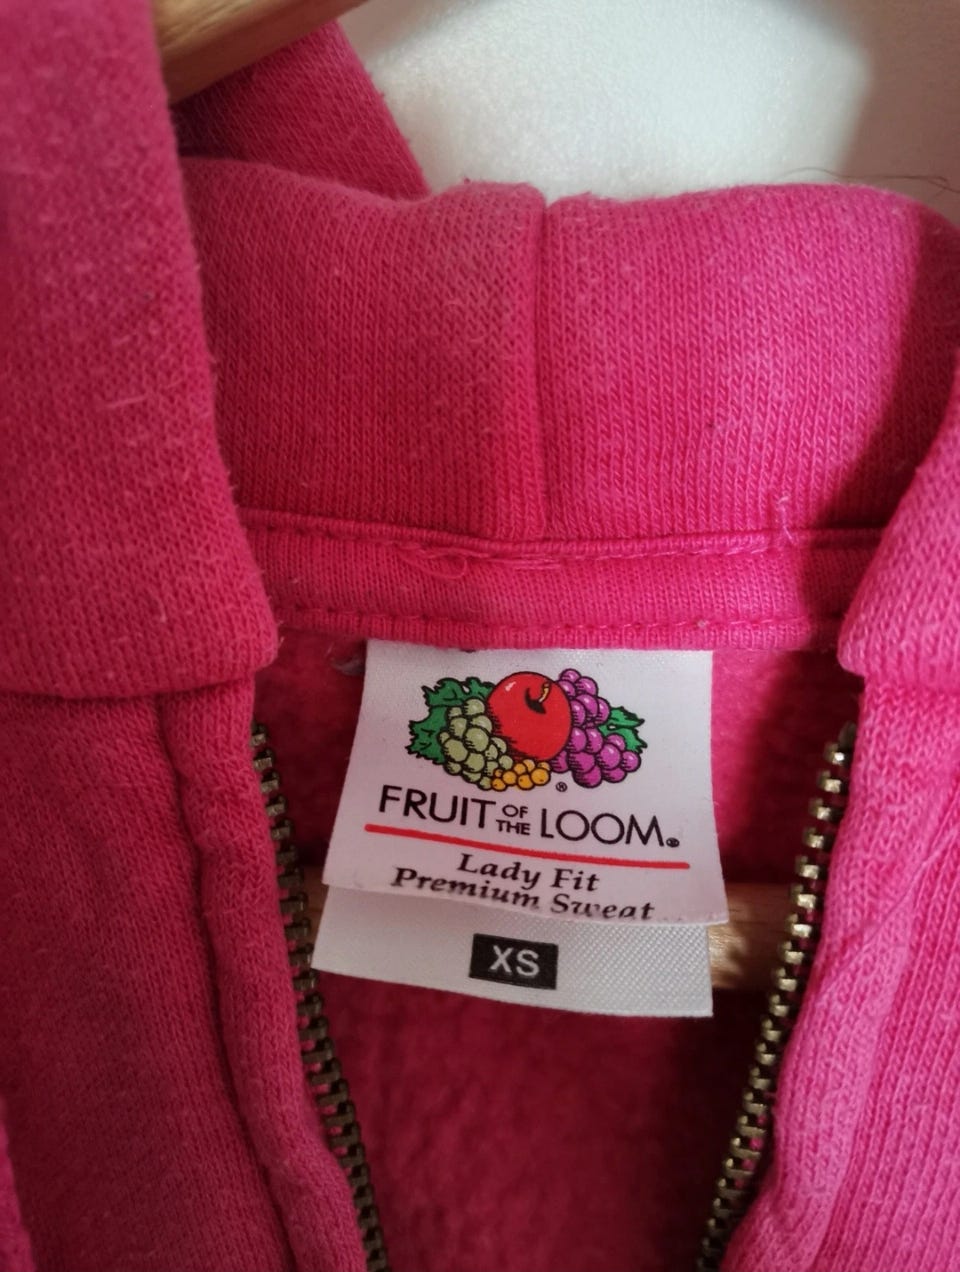 FRUIT OF THE LOOM®
Lady Fit
Premium Sweat
XS